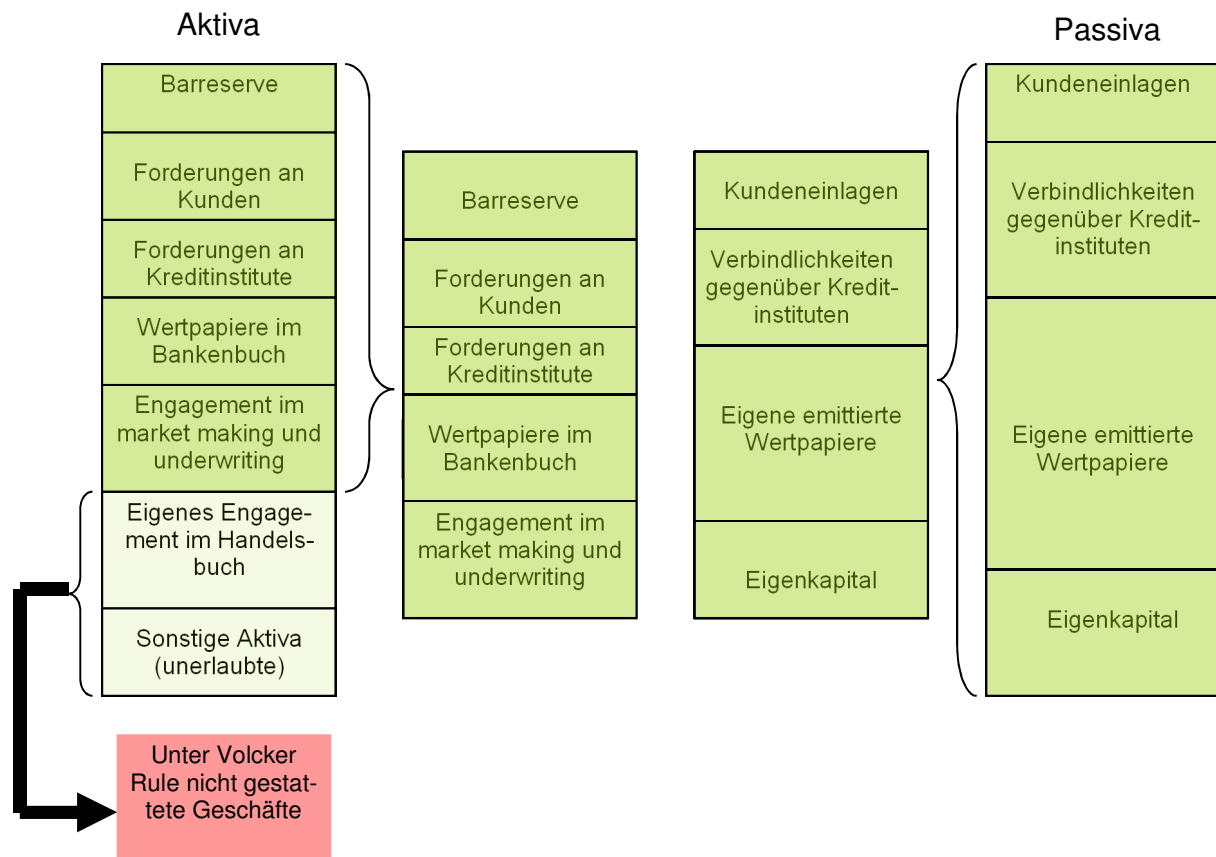 Aktiva
Barreserve
Forderungen an
Kunden
Forderungen an
Kreditinstitute
Wertpapiere im
Bankenbuch
Engagement im
market making und
underwriting
Eigenes Engage-
ment im Handels-
buch
Sonstige Aktiva
(unerlaubte)
Unter Volcker
Rule nicht gestat-
tete Geschäfte
Barreserve
Forderungen an
Kunden
Forderungen an
Kreditinstitute
Wertpapiere im
Bankenbuch
Engagement im
market making und
underwriting
Kundeneinlagen
Verbindlichkeiten
gegenüber Kredit-
instituten
Eigene emittierte
Wertpapiere
Eigenkapital
Passiva
Kundeneinlagen
Verbindlichkeiten
gegenüber Kredit-
instituten
Eigene emittierte
Wertpapiere
Eigenkapital